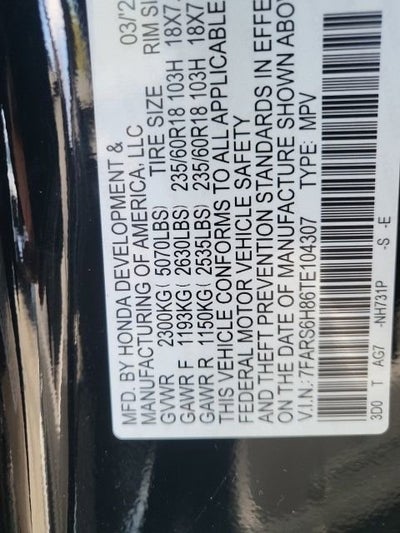 MFD. BY HONDA DEVELOPMENT & 03/'2
MANUFACTURING OF AMERICA, LLC.
GVWR 2300KG( 5070LBS) TIRE SIZE RIM SI
GAWR F 1193KG( 2630LBS) 235/60R18 103H 18X7
GAWR R 1150KG( 2535LBS) 235/60R18 103H 18X7
THIS VEHICLE CONFORMS TO ALL APPLICABLE
FEDERAL MOTOR VEHICLE SAFETY
AND THEFT PREVENTION STANDARDS IN EFFE
ON THE DATE OF MANUFACTURE SHOWN ABOV
V.I.N.: 7FARS6H86TE104307 TYPE: MPV
3D0 T AG7 -NH731P -S -E